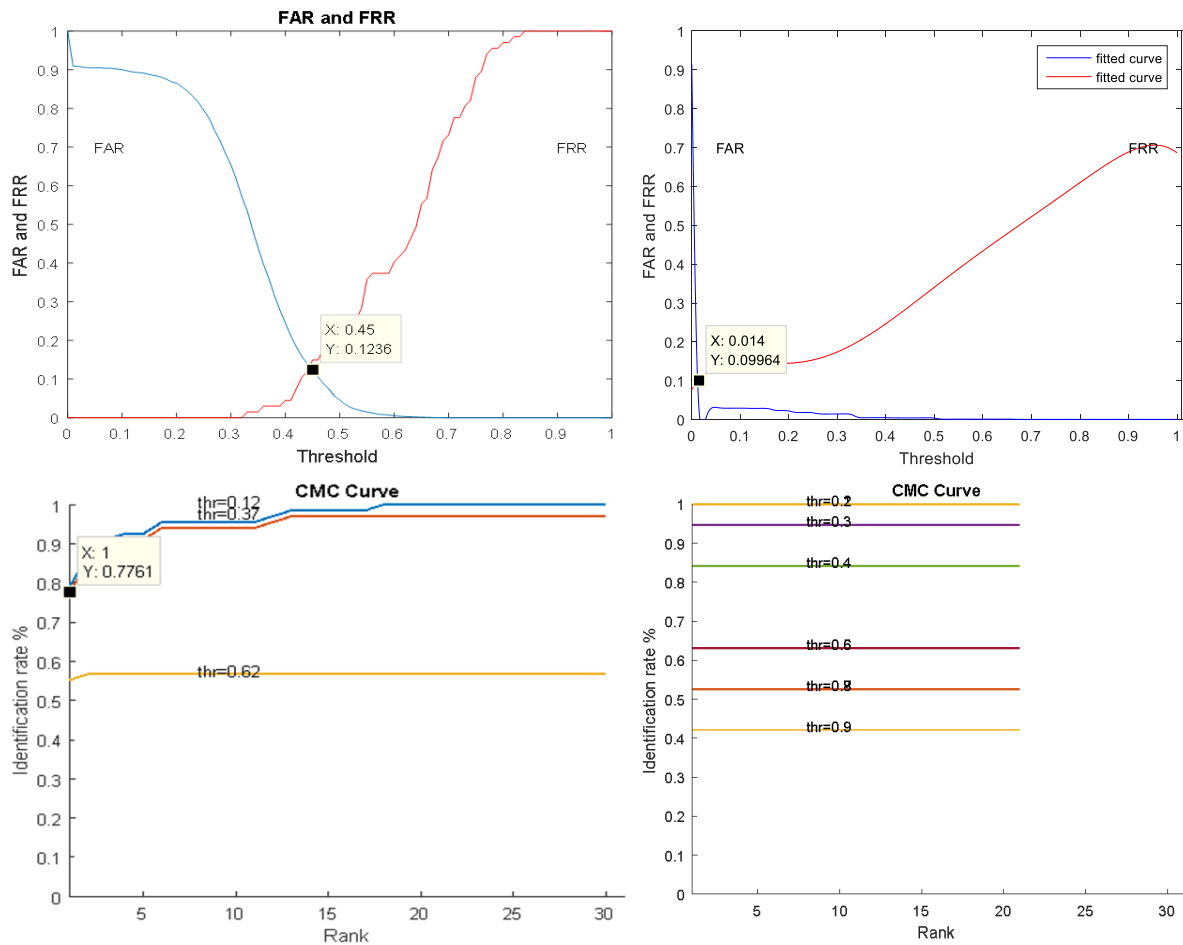 FAR and FRR
1
0.9
0.8
0.7
0.6
0.5
0.4
0.3
0.2
0.1
0
FAR and FRR
FAR
FRR
X: 0.45
Y: 0.1236
0 0.1 0.2 0.3 0.4 0.5 0.6 0.7 0.8 0.9 1
Threshold
1
0.9
0.8
0.7
0.6
0.5
0.4
0.3
0.2
0.1
0
FAR and FRR
fitted curve
fitted curve
FAR
FRR
X: 0.014
Y: 0.09964
0 0.1 0.2 0.3 0.4 0.5 0.6 0.7 0.8 0.9 1
Threshold
CMC Curve
1
0.9
0.8
0.7
0.6
0.5
0.4
0.3
0.2
0.1
0
Identification rate %
thr=0.12
thr=0.37
X: 1
Y: 0.7761
thr=0.62
5 10 15 20 25 30
Rank
CMC Curve
1
0.9
0.8
0.7
0.6
0.5
0.4
0.3
0.2
0.1
0
Identification rate %
thr=0.3
thr=0.4
thr=0.6
thr=0.9
5 10 15 20 25 30
Rank